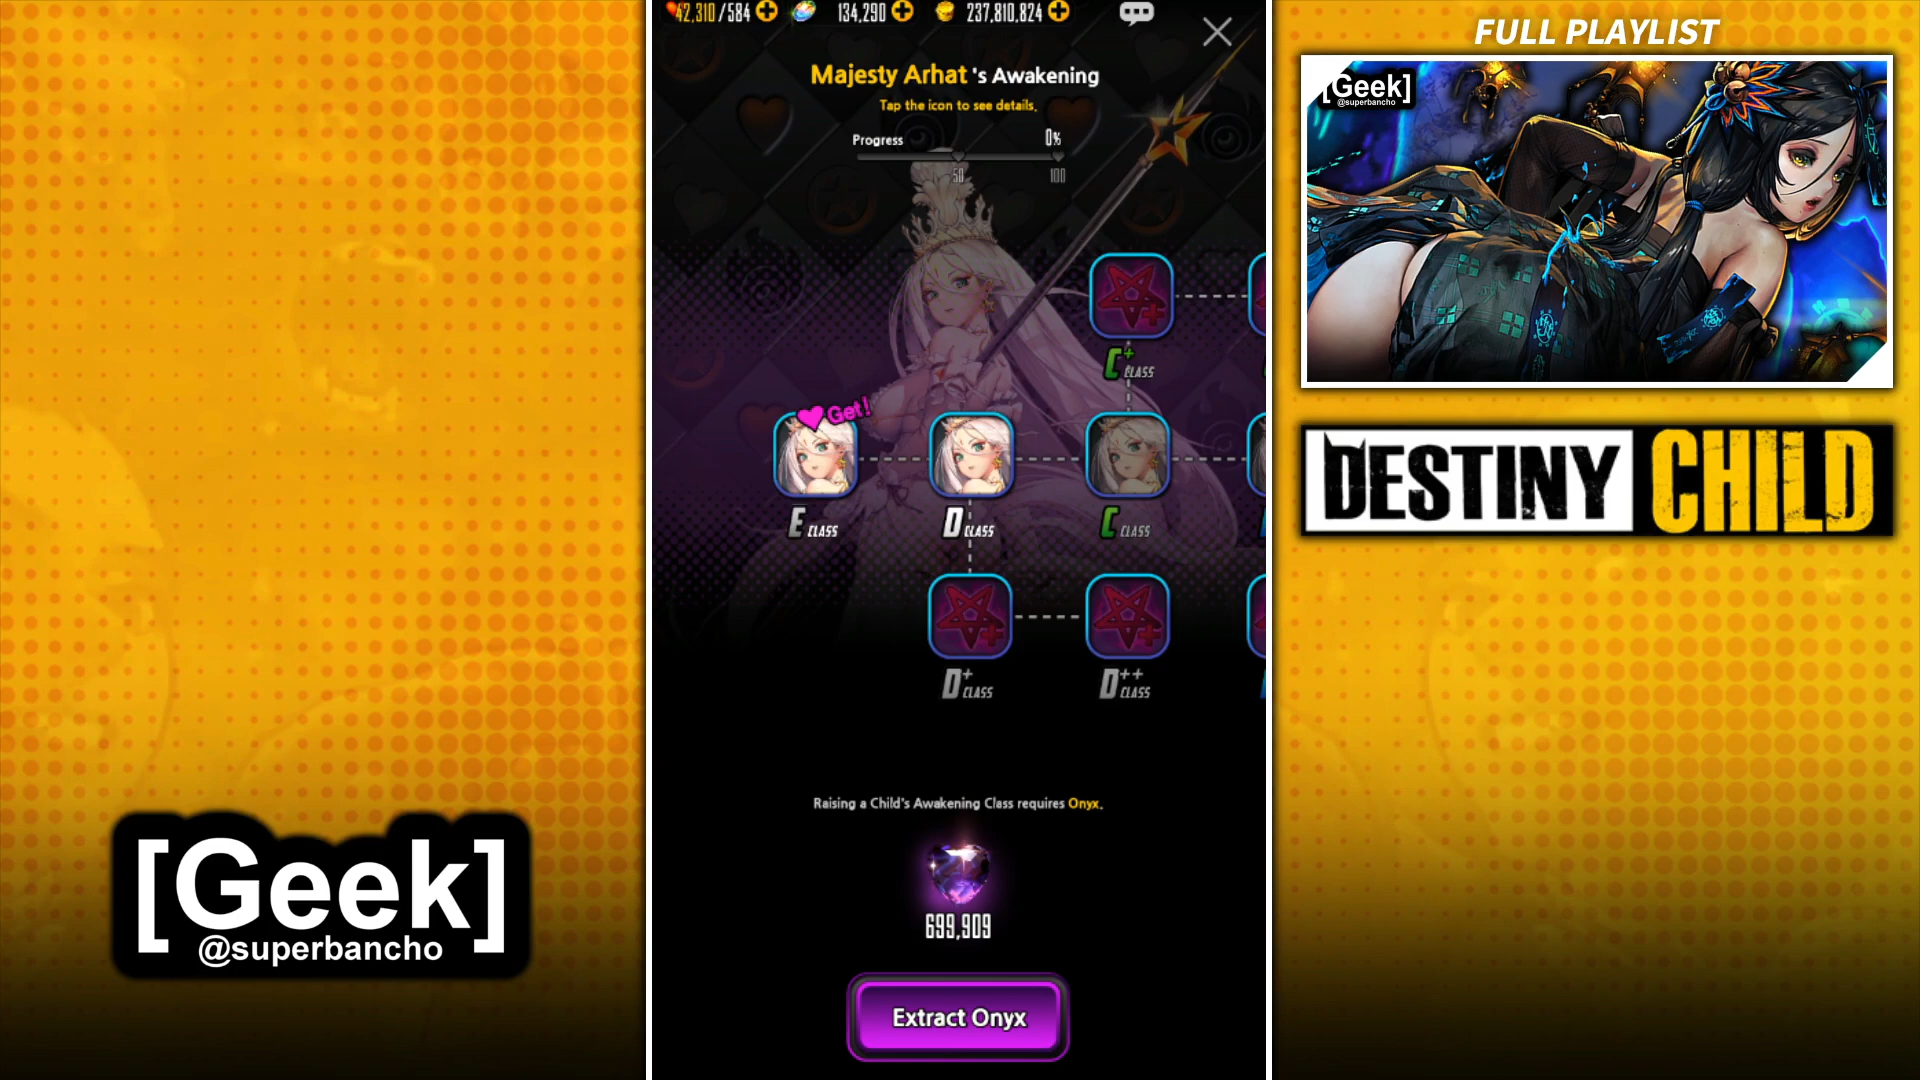 42,310/584
134,290
237,810,824
Majesty Arhat 's Awakening
Tap the icon to see details.
Progress
0%
50
100
C+ CLASS
Get!
E CLASS
D CLASS
C CLASS
D+ CLASS
D++ CLASS
Raising a Child's Awakening Class requires Onyx.
699,909
Extract Onyx
[Geek]
@superbancho
FULL PLAYLIST
[Geek]
@superbancho
DESTINY CHILD